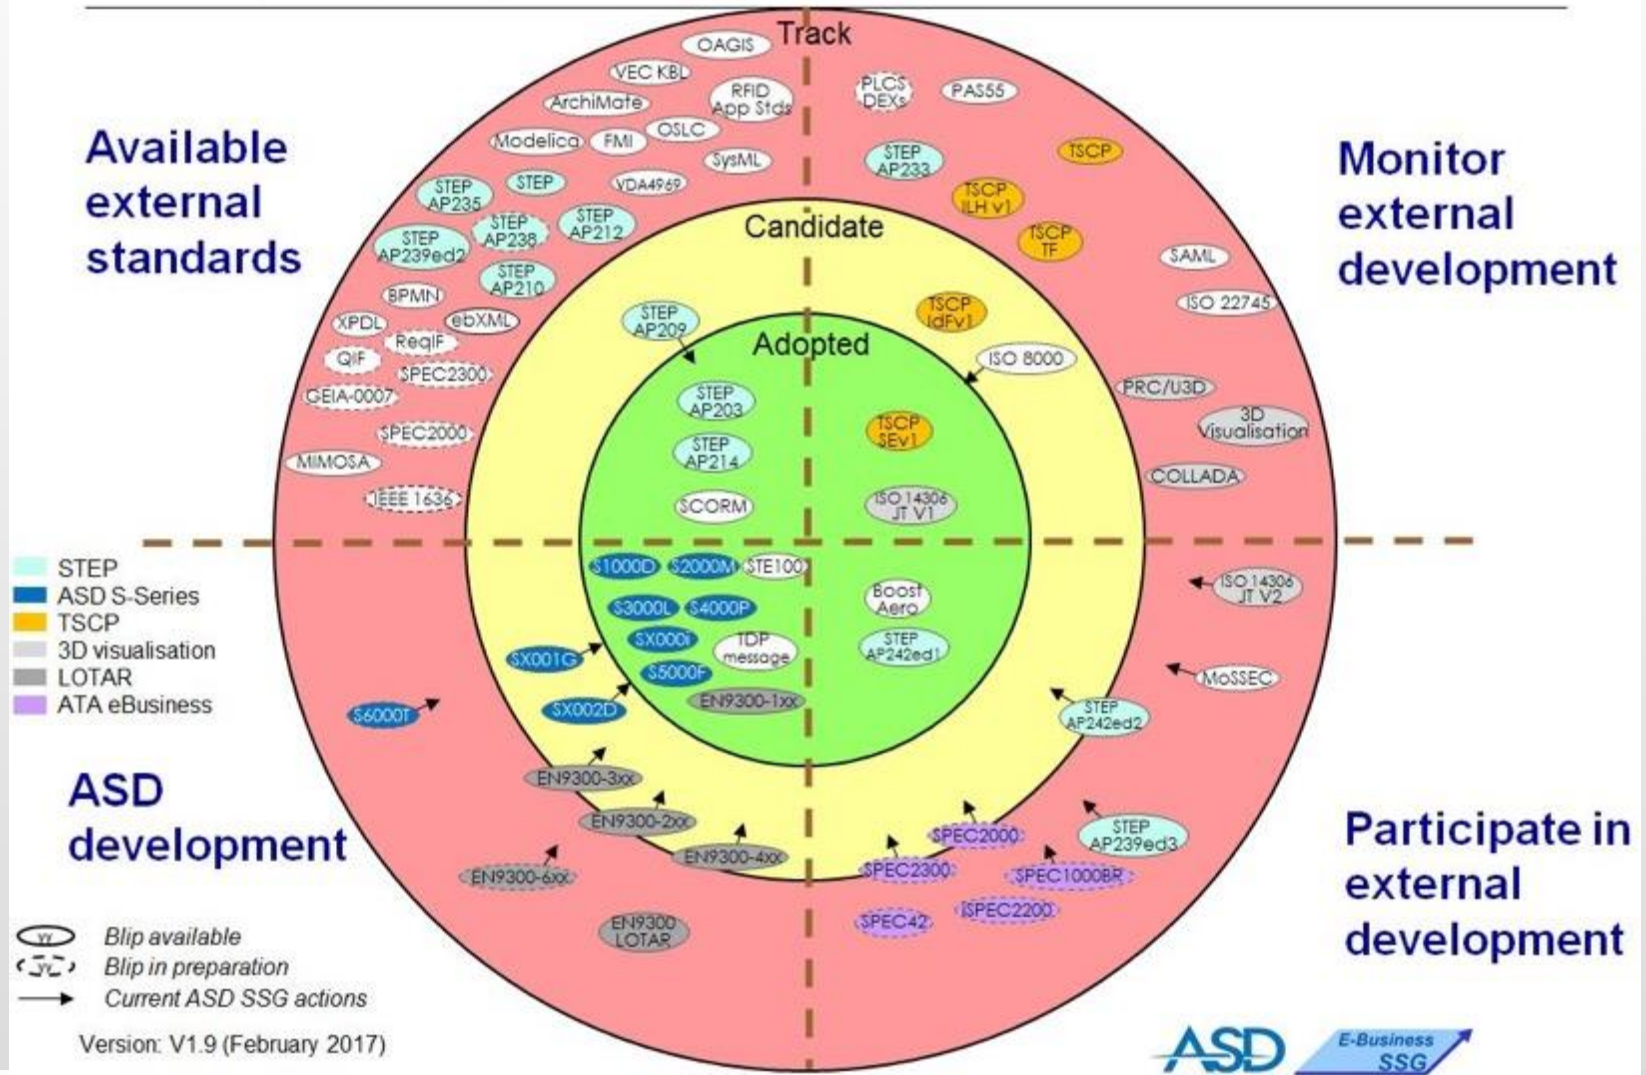 Track
OAGIS
VEC KBL
ArchiMate
RFID
App Stds
OSLC
Modelica
FMI
SysML
VDA4969
STEP
STEP
AP235
STEP
AP238
STEP
AP212
STEP
AP239ed2
STEP
AP210
BPMN
XPDL
ebXML
ReqIF
QIF
SPEC2300
GEIA-0007
SPEC2000
MIMOSA
IEEE 1636
Available
external
standards
PLCS
DEXs
PAS55
TSCP
STEP
AP233
TSCP
ILH v1
TSCP
TF
SAML
ISO 22745
PRC/U3D
3D
Visualisation
COLLADA
Monitor
external
development
Candidate
STEP
AP209
TSCP
IdFv1
ISO 8000
Adopted
STEP
AP203
STEP
AP214
SCORM
TSCP
SEv1
ISO 14306
JT V1
S1000D
S2000M
STE100
S3000L
S4000P
SX000i
TDP
message
S5000F
EN9300-1xx
Boost
Aero
STEP
AP242ed1
SX001G
SX002D
S6000T
EN9300-3xx
EN9300-2xx
EN9300-4xx
EN9300-6xx
EN9300
LOTAR
ISO 14306
JT V2
MoSSEC
STEP
AP242ed2
STEP
AP239ed3
SPEC2000
SPEC2300
SPEC1000BR
iSPEC2200
SPEC42
STEP
ASD S-Series
TSCP
3D visualisation
LOTAR
ATA eBusiness
ASD
development
Participate in
external
development
yy Blip available
yy Blip in preparation
Current ASD SSG actions
Version: V1.9 (February 2017)
ASD
E-Business
SSG